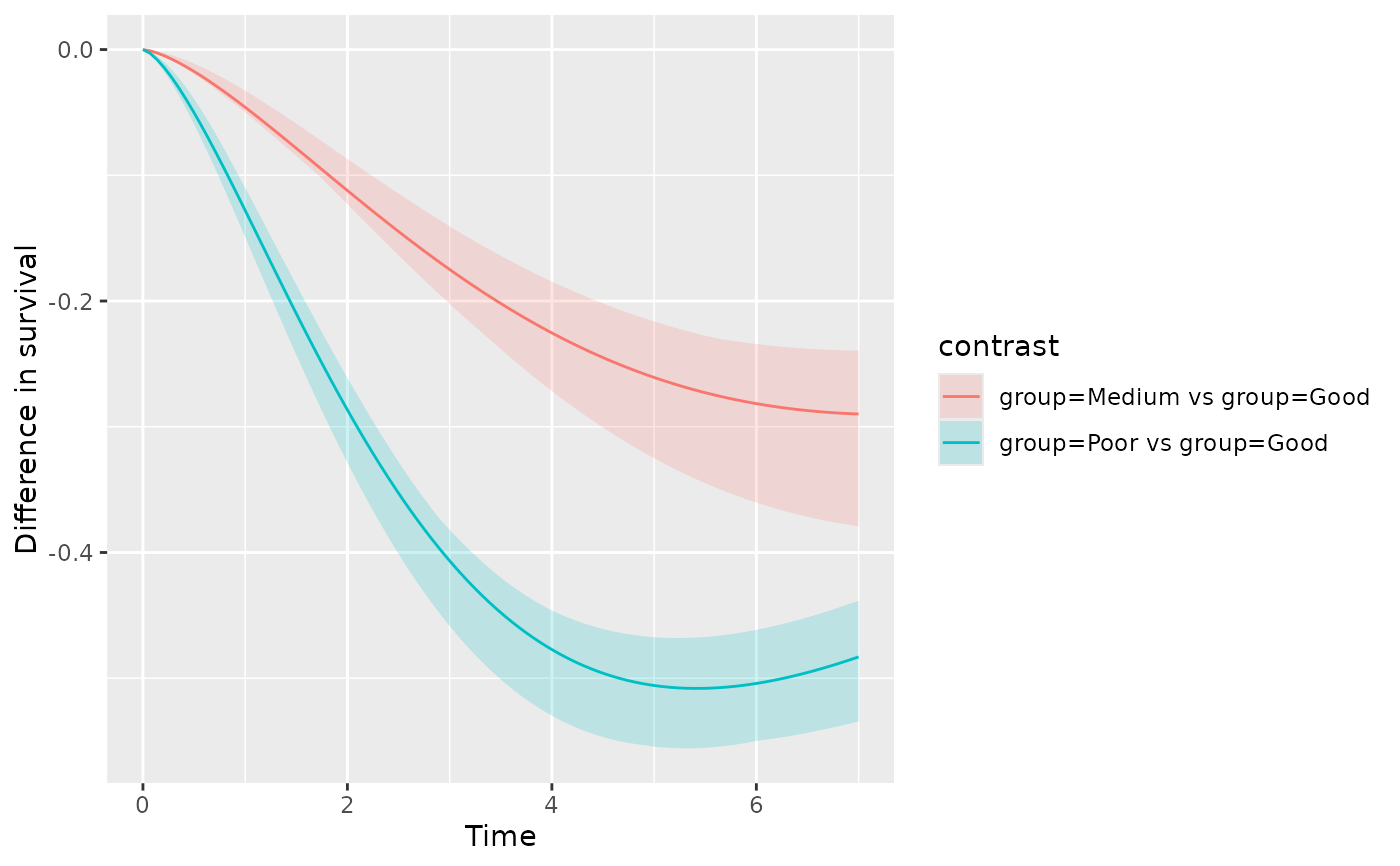 0.0
-0.2
-0.4
Difference in survival
0
2
4
6
Time
contrast
group=Medium vs group=Good
group=Poor vs group=Good